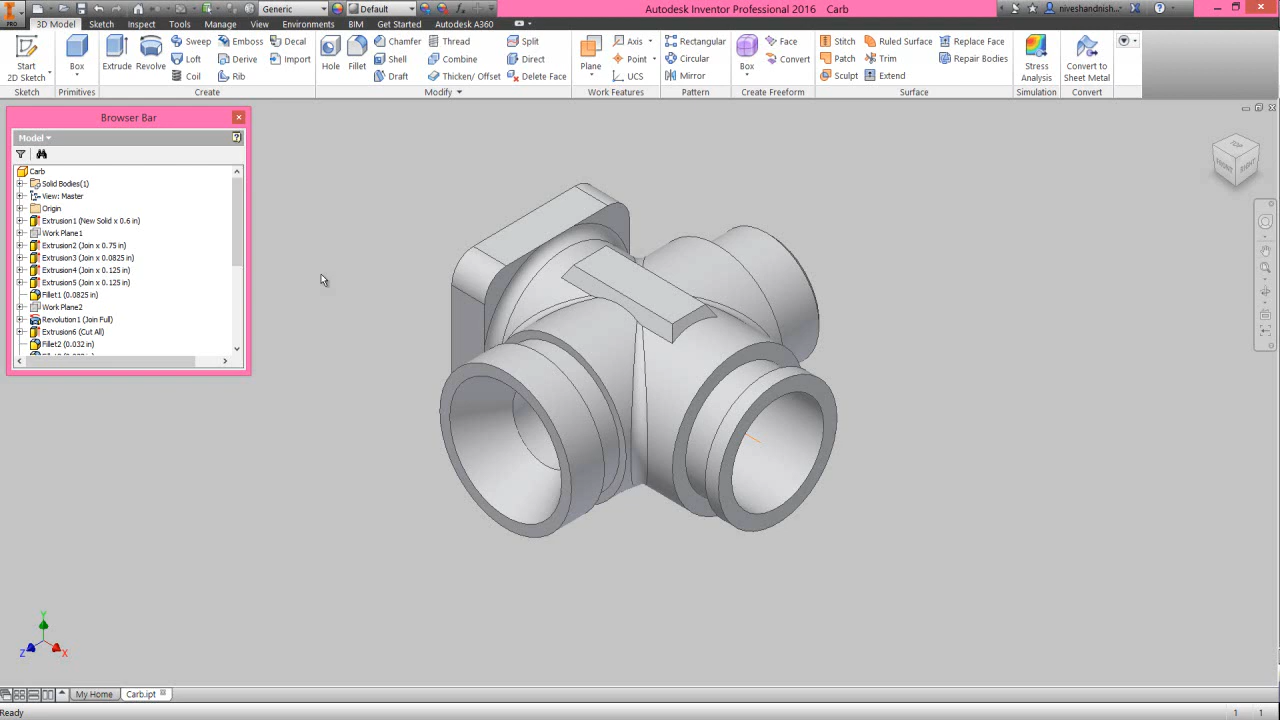 Generic
Default
Autodesk Inventor Professional 2016 Carb
niveshandnish...
PRO
3D Model Sketch Inspect Tools Manage View Environments BIM Get Started Autodesk A360
Start 2D Sketch
Box
Extrude
Revolve
Sweep Emboss Decal
Loft Derive Import
Coil Rib
Hole
Fillet
Chamfer Thread Split
Shell Combine Direct
Draft Thicken/ Offset Delete Face
Plane
Axis
Point
UCS
Rectangular
Circular
Mirror
Box
Face
Convert
Stitch Ruled Surface Replace Face
Patch Trim Repair Bodies
Sculpt Extend
Stress Analysis
Convert to Sheet Metal
Sketch Primitives Create Modify Work Features Pattern Create Freeform Surface Simulation Convert
Browser Bar
Model
Carb
Solid Bodies(1)
View: Master
Origin
Extrusion1 (New Solid x 0.6 in)
Work Plane1
Extrusion2 (Join x 0.75 in)
Extrusion3 (Join x 0.0825 in)
Extrusion4 (Join x 0.125 in)
Extrusion5 (Join x 0.125 in)
Fillet1 (0.0825 in)
Work Plane2
Revolution1 (Join Full)
Extrusion6 (Cut All)
Fillet2 (0.032 in)
TOP
FRONT
RIGHT
Y
Z
X
My Home Carb.ipt
Ready
1 1